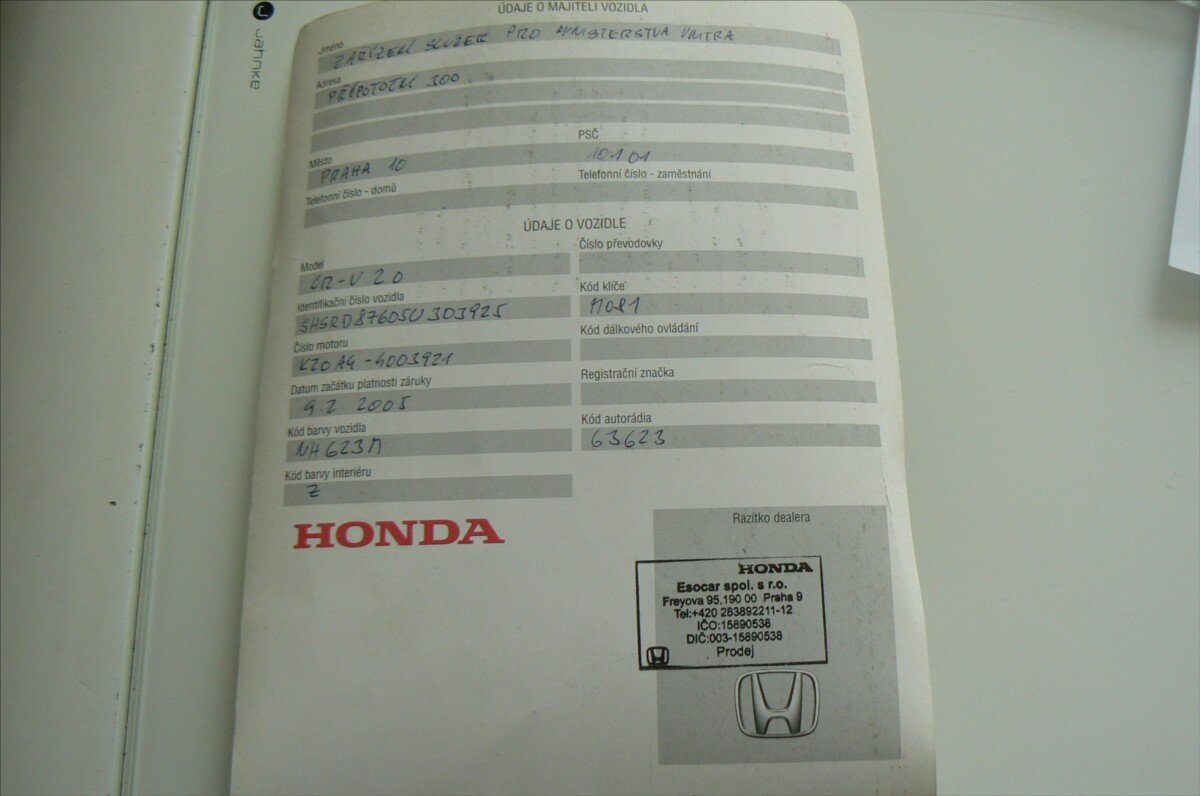 Jahnke
ÚDAJE O MAJITELI VOZIDLA
Jméno
ZAŘÍZENÍ SLUŽEB PRO MINISTERSTVA VNITRA
Adresa
PŘÍPOTOČNÍ 300
Město
PRAHA 10
PSČ
101 01
Telefonní číslo - domů
Telefonní číslo - zaměstnání
ÚDAJE O VOZIDLE
Model
CR-V 2.0
Číslo převodovky
Identifikační číslo vozidla
SHSRD87605U303925
Kód klíče
M081
Číslo motoru
K20A4-6003921
Kód dálkového ovládání
Datum začátku platnosti záruky
9.2.2005
Registrační značka
Kód barvy vozidla
NH623M
Kód autorádia
63623
Kód barvy interiéru
Z
HONDA
Razítko dealera
HONDA
Esocar spol. s r.o.
Freyova 95,190 00 Praha 9
Tel:+420 283892211-12
IČO:15890538
DIČ:003-15890538
Prodej